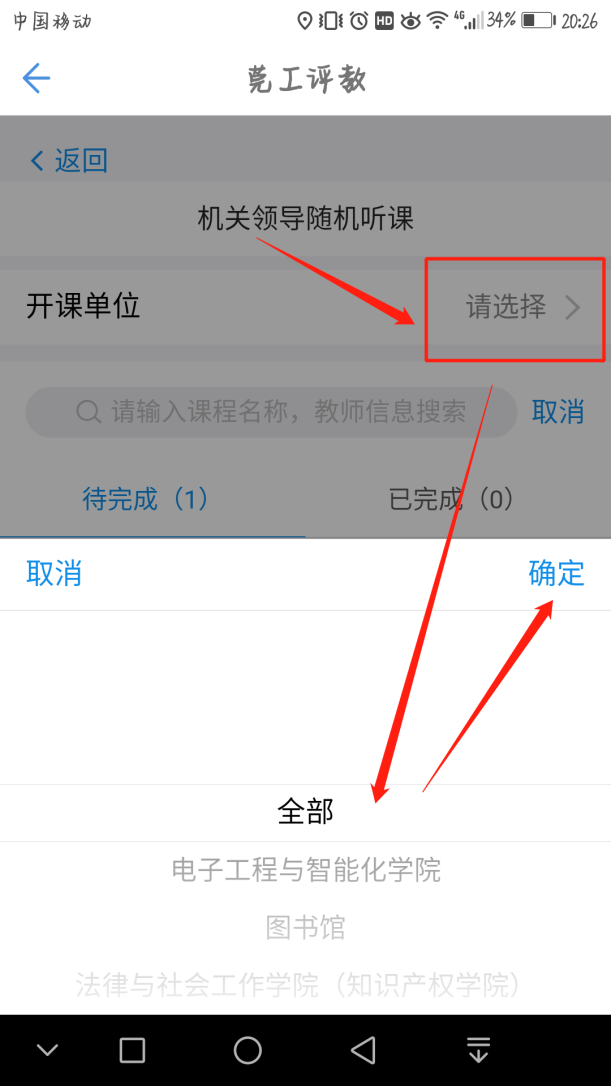 中国移动 HD 4G 34% 20:26
莞工评教
返回
机关领导随机听课
开课单位 请选择
请输入课程名称，教师信息搜索 取消
待完成（1） 已完成（0）
取消 确定
全部
电子工程与智能化学院
图书馆
法律与社会工作学院（知识产权学院）